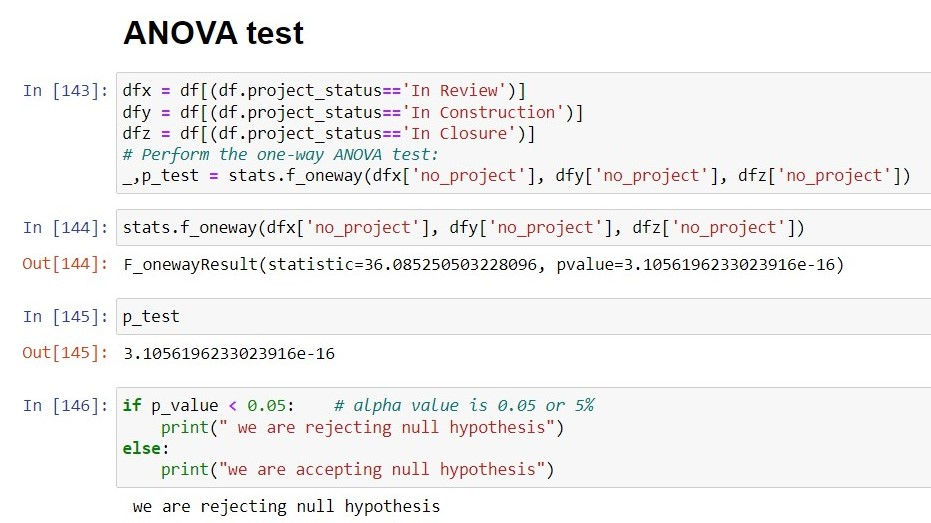 ANOVA test
In [143]: dfx = df[(df.project_status=='In Review')]
dfy = df[(df.project_status=='In Construction')]
dfz = df[(df.project_status=='In Closure')]
# Perform the one-way ANOVA test:
_,p_test = stats.f_oneway(dfx['no_project'], dfy['no_project'], dfz['no_project'])
In [144]: stats.f_oneway(dfx['no_project'], dfy['no_project'], dfz['no_project'])
Out[144]: F_onewayResult(statistic=36.085250503228096, pvalue=3.1056196233023916e-16)
In [145]: p_test
Out[145]: 3.1056196233023916e-16
In [146]: if p_value < 0.05:    # alpha value is 0.05 or 5%
    print(" we are rejecting null hypothesis")
else:
    print("we are accepting null hypothesis")
 we are rejecting null hypothesis